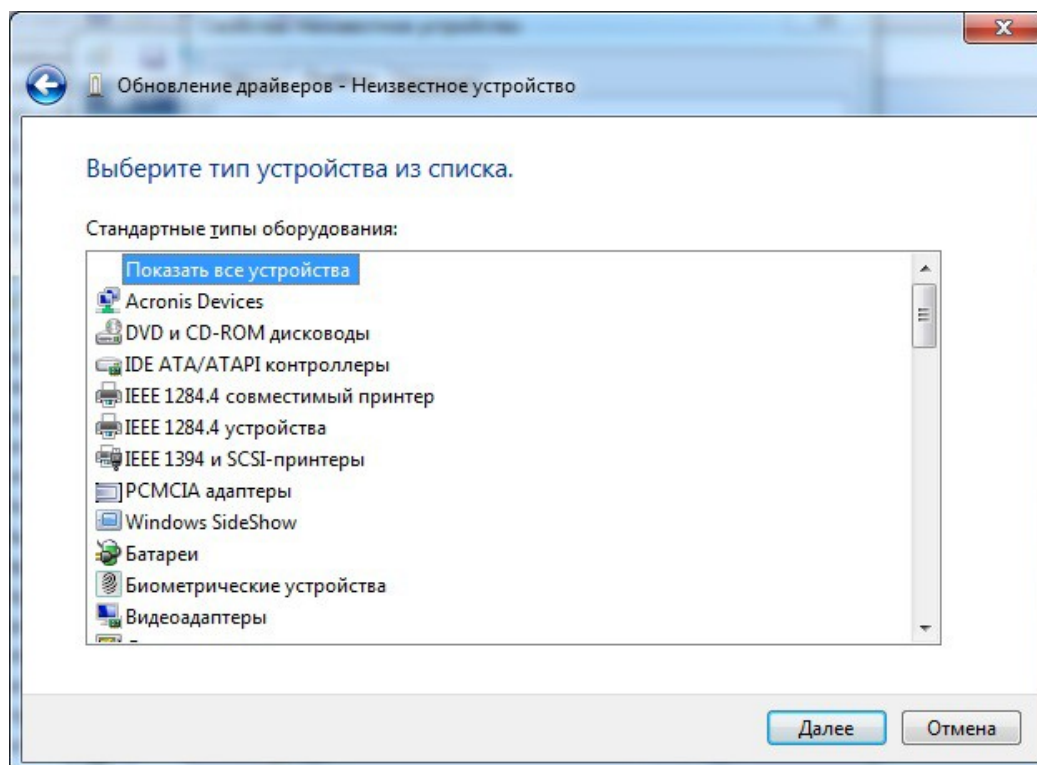 Обновление драйверов - Неизвестное устройство
Выберите тип устройства из списка.
Стандартные типы оборудования:
Показать все устройства
Acronis Devices
DVD и CD-ROM дисководы
IDE ATA/ATAPI контроллеры
IEEE 1284.4 совместимый принтер
IEEE 1284.4 устройства
IEEE 1394 и SCSI-принтеры
PCMCIA адаптеры
Windows SideShow
Батареи
Биометрические устройства
Видеоадаптеры
Далее
Отмена